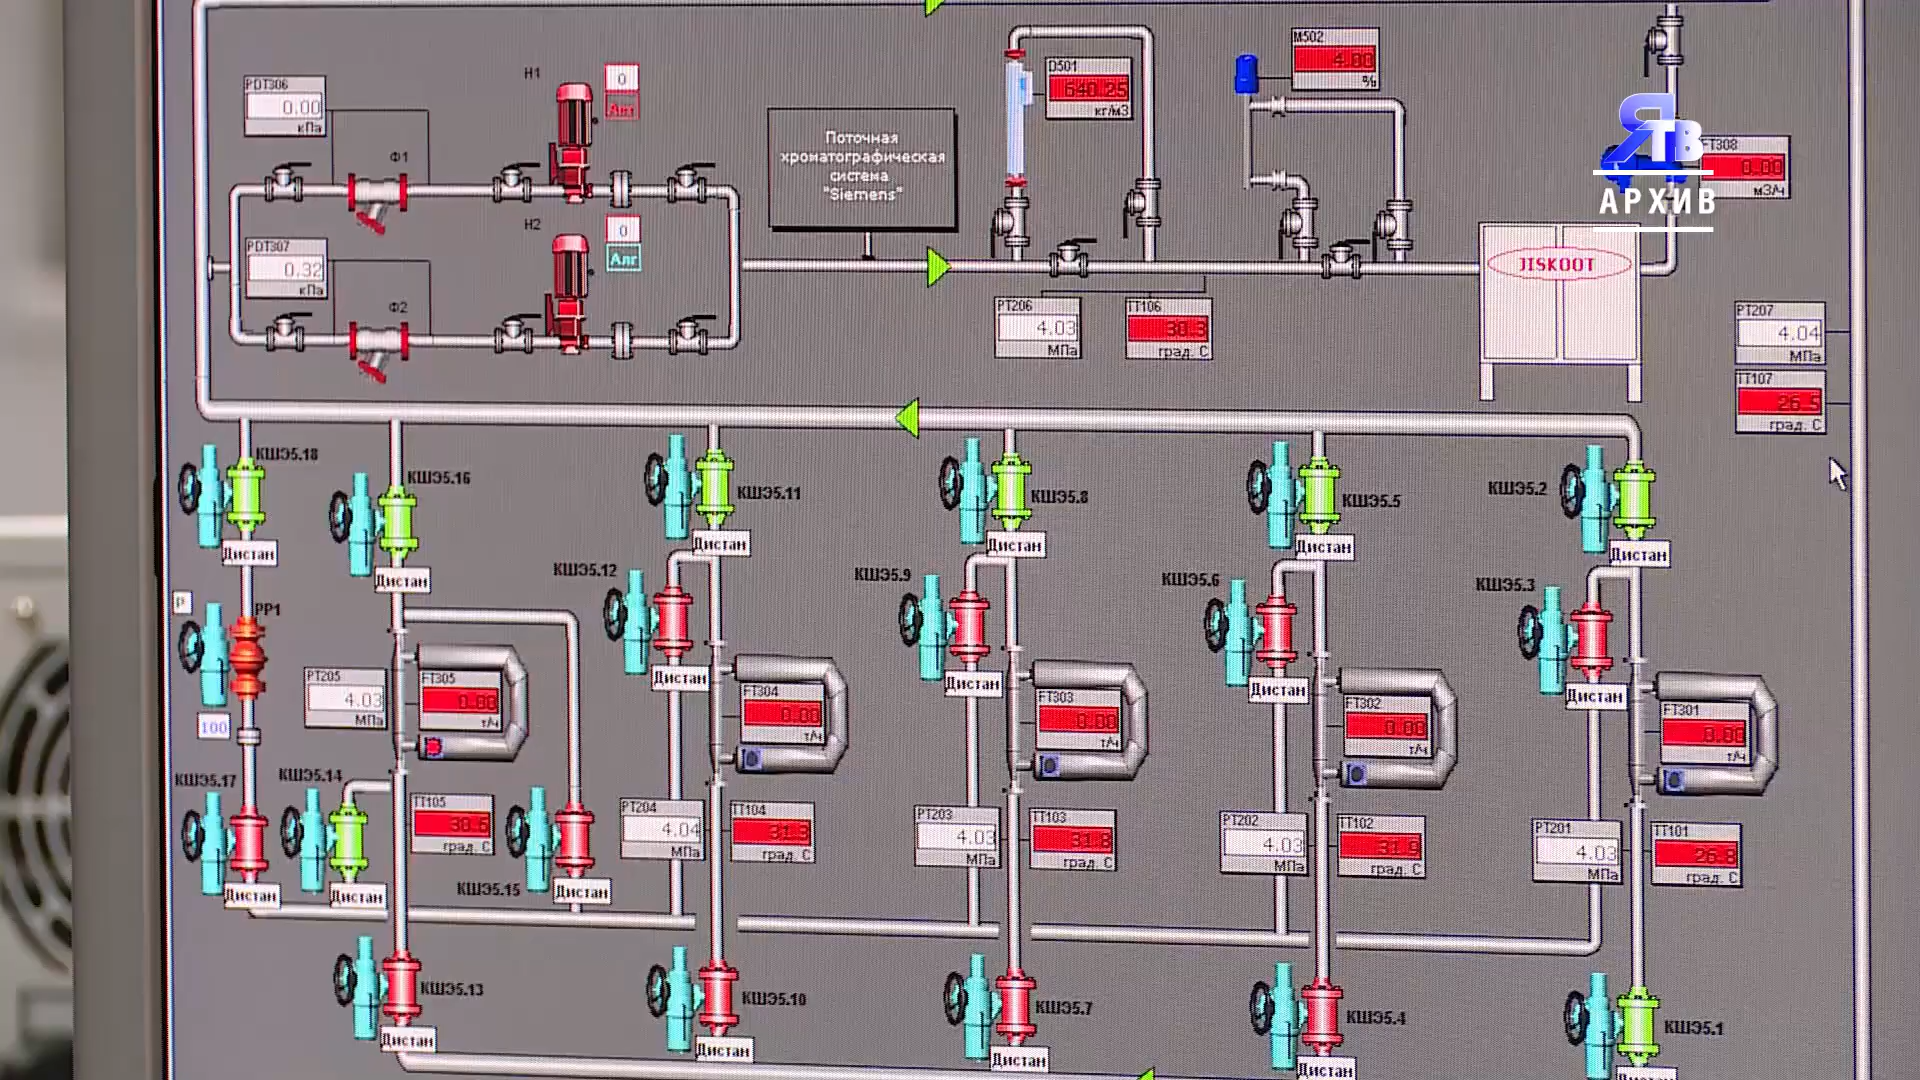 PDT306
0.00
кПа
Ф1
H1
0
Авт
PDT307
0.32
кПа
Ф2
H2
0
Алг
Поточная
хроматографическая
система
"Siemens"
D501
640.25
кг/м3
M502
4.00
%
ЯТВ
АРХИВ
FT308
0.00
м3/ч
JISKOOT
PT206
4.03
МПа
TT106
30.3
град. С
PT207
4.04
МПа
TT107
26.5
град. С
КШЭ5.18
Дистан
КШЭ5.16
Дистан
КШЭ5.11
Дистан
КШЭ5.8
Дистан
КШЭ5.5
Дистан
КШЭ5.2
Дистан
КШЭ5.12
Дистан
КШЭ5.9
Дистан
КШЭ5.6
Дистан
КШЭ5.3
Дистан
Р
РР1
100
PT205
4.03
МПа
FT305
0.00
т/ч
FT304
0.00
т/ч
FT303
0.00
т/ч
FT302
0.00
т/ч
FT301
0.00
т/ч
КШЭ5.17
Дистан
КШЭ5.14
Дистан
TT105
30.6
град. С
КШЭ5.15
Дистан
PT204
4.04
МПа
TT104
31.3
град. С
PT203
4.03
МПа
TT103
31.8
град. С
PT202
4.03
МПа
TT102
31.9
град. С
PT201
4.03
МПа
TT101
26.8
град. С
КШЭ5.13
Дистан
КШЭ5.10
Дистан
КШЭ5.7
Дистан
КШЭ5.4
Дистан
КШЭ5.1
Дистан